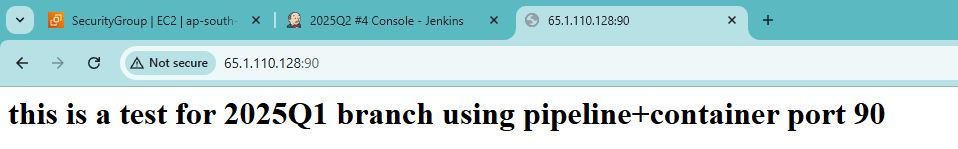 SecurityGroup | EC2 | ap-south-
2025Q2 #4 Console - Jenkins
65.1.110.128:90
Not secure
65.1.110.128:90
this is a test for 2025Q1 branch using pipeline+container port 90